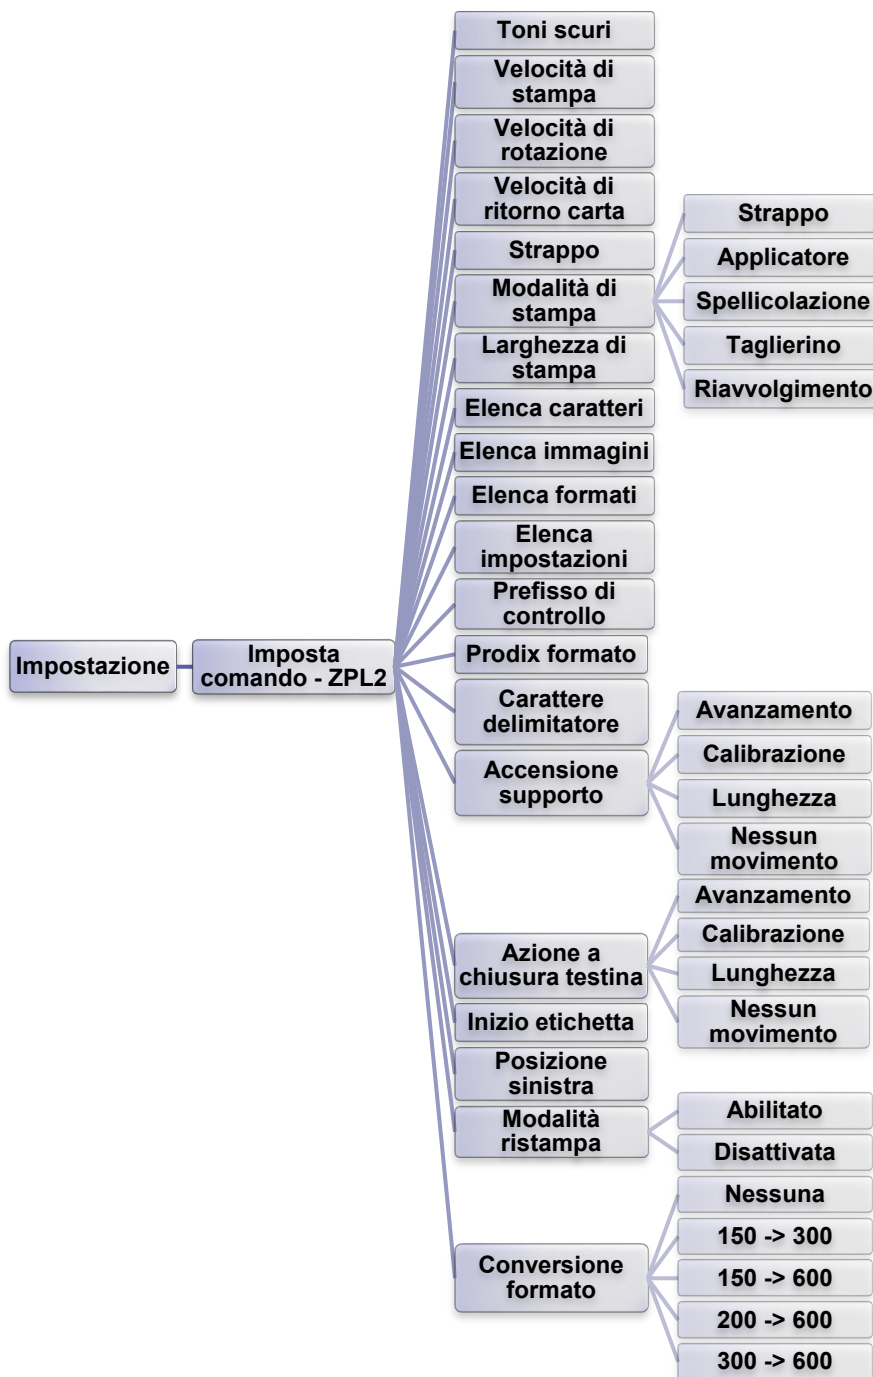 Impostazione
Imposta
comando - ZPL2
Toni scuri
Velocità di
stampa
Velocità di
rotazione
Velocità di
ritorno carta
Strappo
Modalità di
stampa
Strappo
Applicatore
Spellicolazione
Taglierino
Riavvolgimento
Larghezza di
stampa
Elenca caratteri
Elenca immagini
Elenca formati
Elenca
impostazioni
Prefisso di
controllo
Prodix formato
Carattere
delimitatore
Accensione
supporto
Avanzamento
Calibrazione
Lunghezza
Nessun
movimento
Azione a
chiusura testina
Avanzamento
Calibrazione
Lunghezza
Nessun
movimento
Inizio etichetta
Posizione
sinistra
Modalità
ristampa
Abilitato
Disattivata
Conversione
formato
Nessuna
150 -> 300
150 -> 600
200 -> 600
300 -> 600